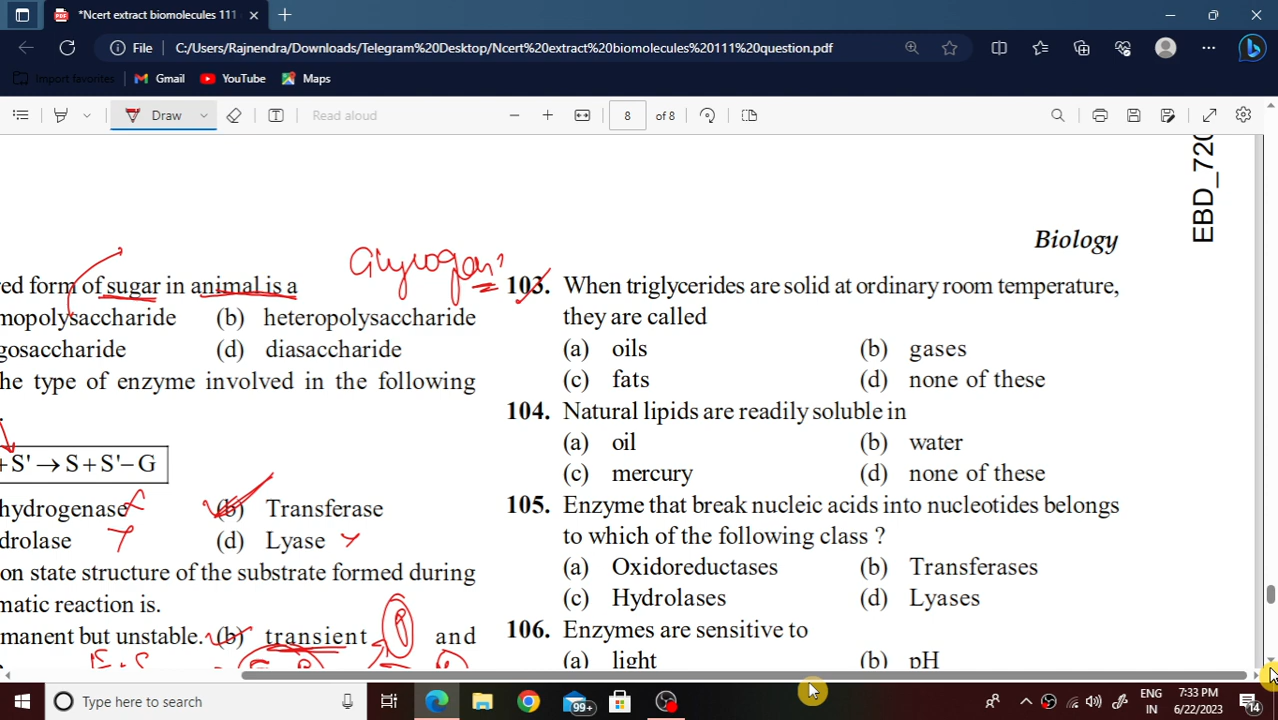 *Ncert extract biomolecules 111
File C:/Users/Rajnendra/Downloads/Telegram%20Desktop/Ncert%20extract%20biomolecules%20111%20question.pdf
Import favorites Gmail YouTube Maps
Draw Read aloud 8 of 8
EBD_720
Biology
Glycogen
red form of sugar in animal is a
mopolysaccharide (b) heteropolysaccharide
gosaccharide (d) diasaccharide
he type of enzyme involved in the following
+S' → S+S'–G
hydrogenase (b) Transferase
drolase (d) Lyase
on state structure of the substrate formed during
matic reaction is.
manent but unstable. (b) transient and
103. When triglycerides are solid at ordinary room temperature,
they are called
(a) oils (b) gases
(c) fats (d) none of these
104. Natural lipids are readily soluble in
(a) oil (b) water
(c) mercury (d) none of these
105. Enzyme that break nucleic acids into nucleotides belongs
to which of the following class ?
(a) Oxidoreductases (b) Transferases
(c) Hydrolases (d) Lyases
106. Enzymes are sensitive to
(a) light (b) pH
Type here to search
99+
ENG
IN
7:33 PM
6/22/2023
14